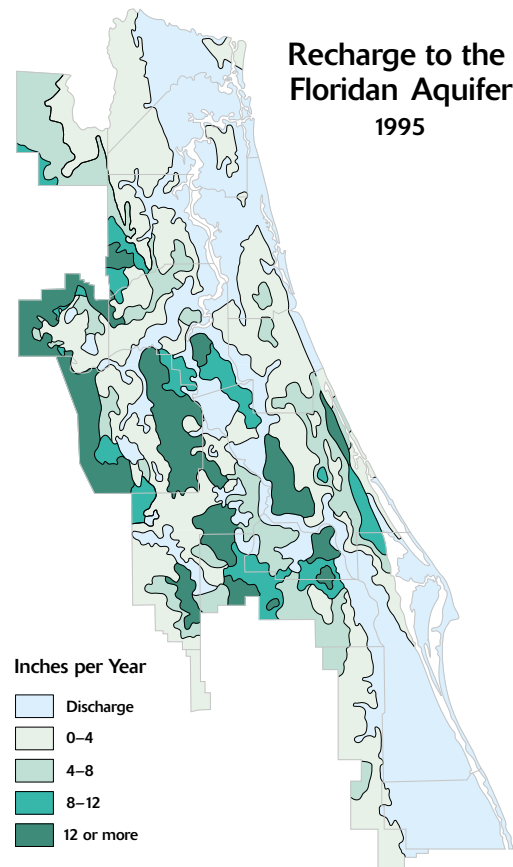 Recharge to the
Floridan Aquifer
1995
Inches per Year
Discharge
0–4
4–8
8–12
12 or more